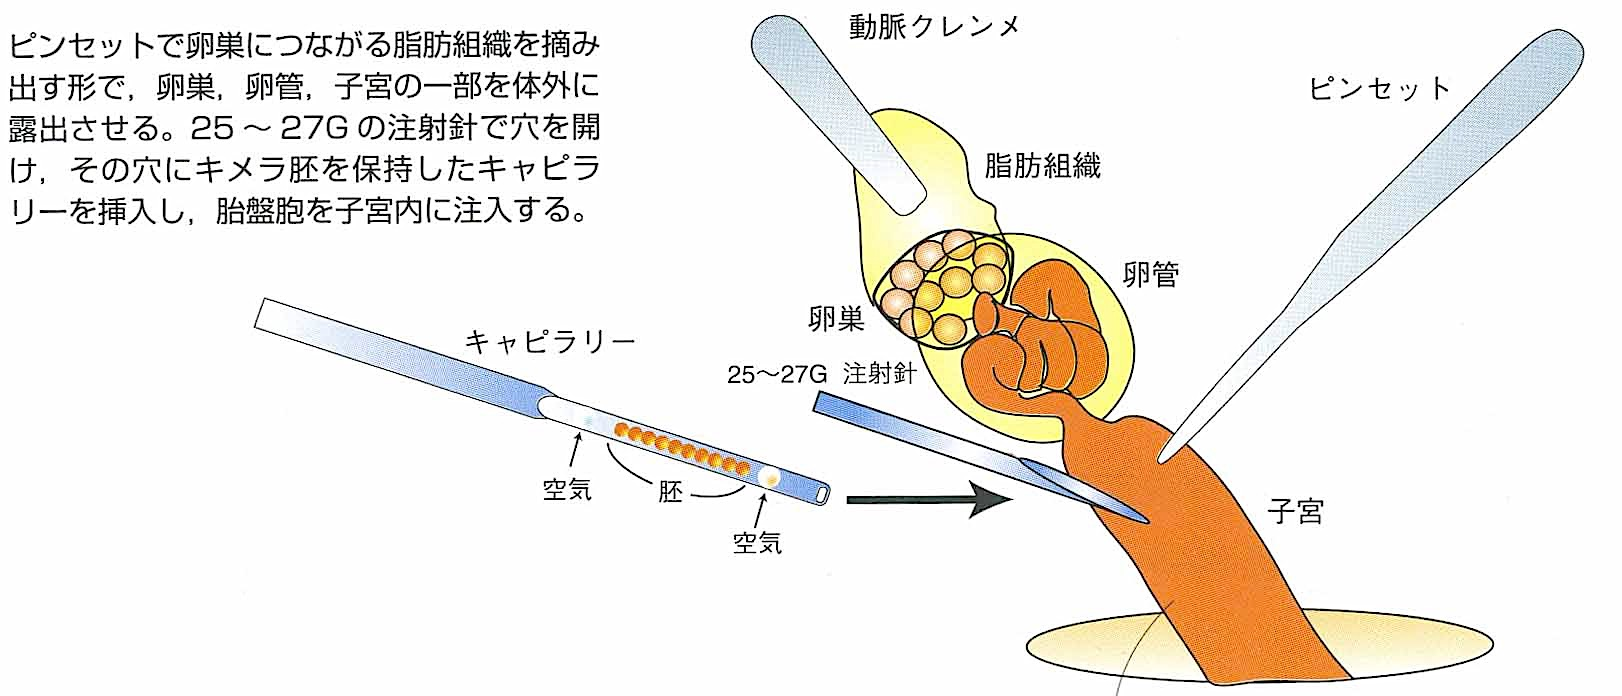 ピンセットで卵巣につながる脂肪組織を摘み
出す形で，卵巣，卵管，子宮の一部を体外に
露出させる。25～27Gの注射針で穴を開
け，その穴にキメラ胚を保持したキャピラ
リーを挿入し，胎盤胞を子宮内に注入する。
動脈クレンメ
ピンセット
脂肪組織
卵管
卵巣
キャピラリー
25～27G 注射針
空気
胚
空気
子宮